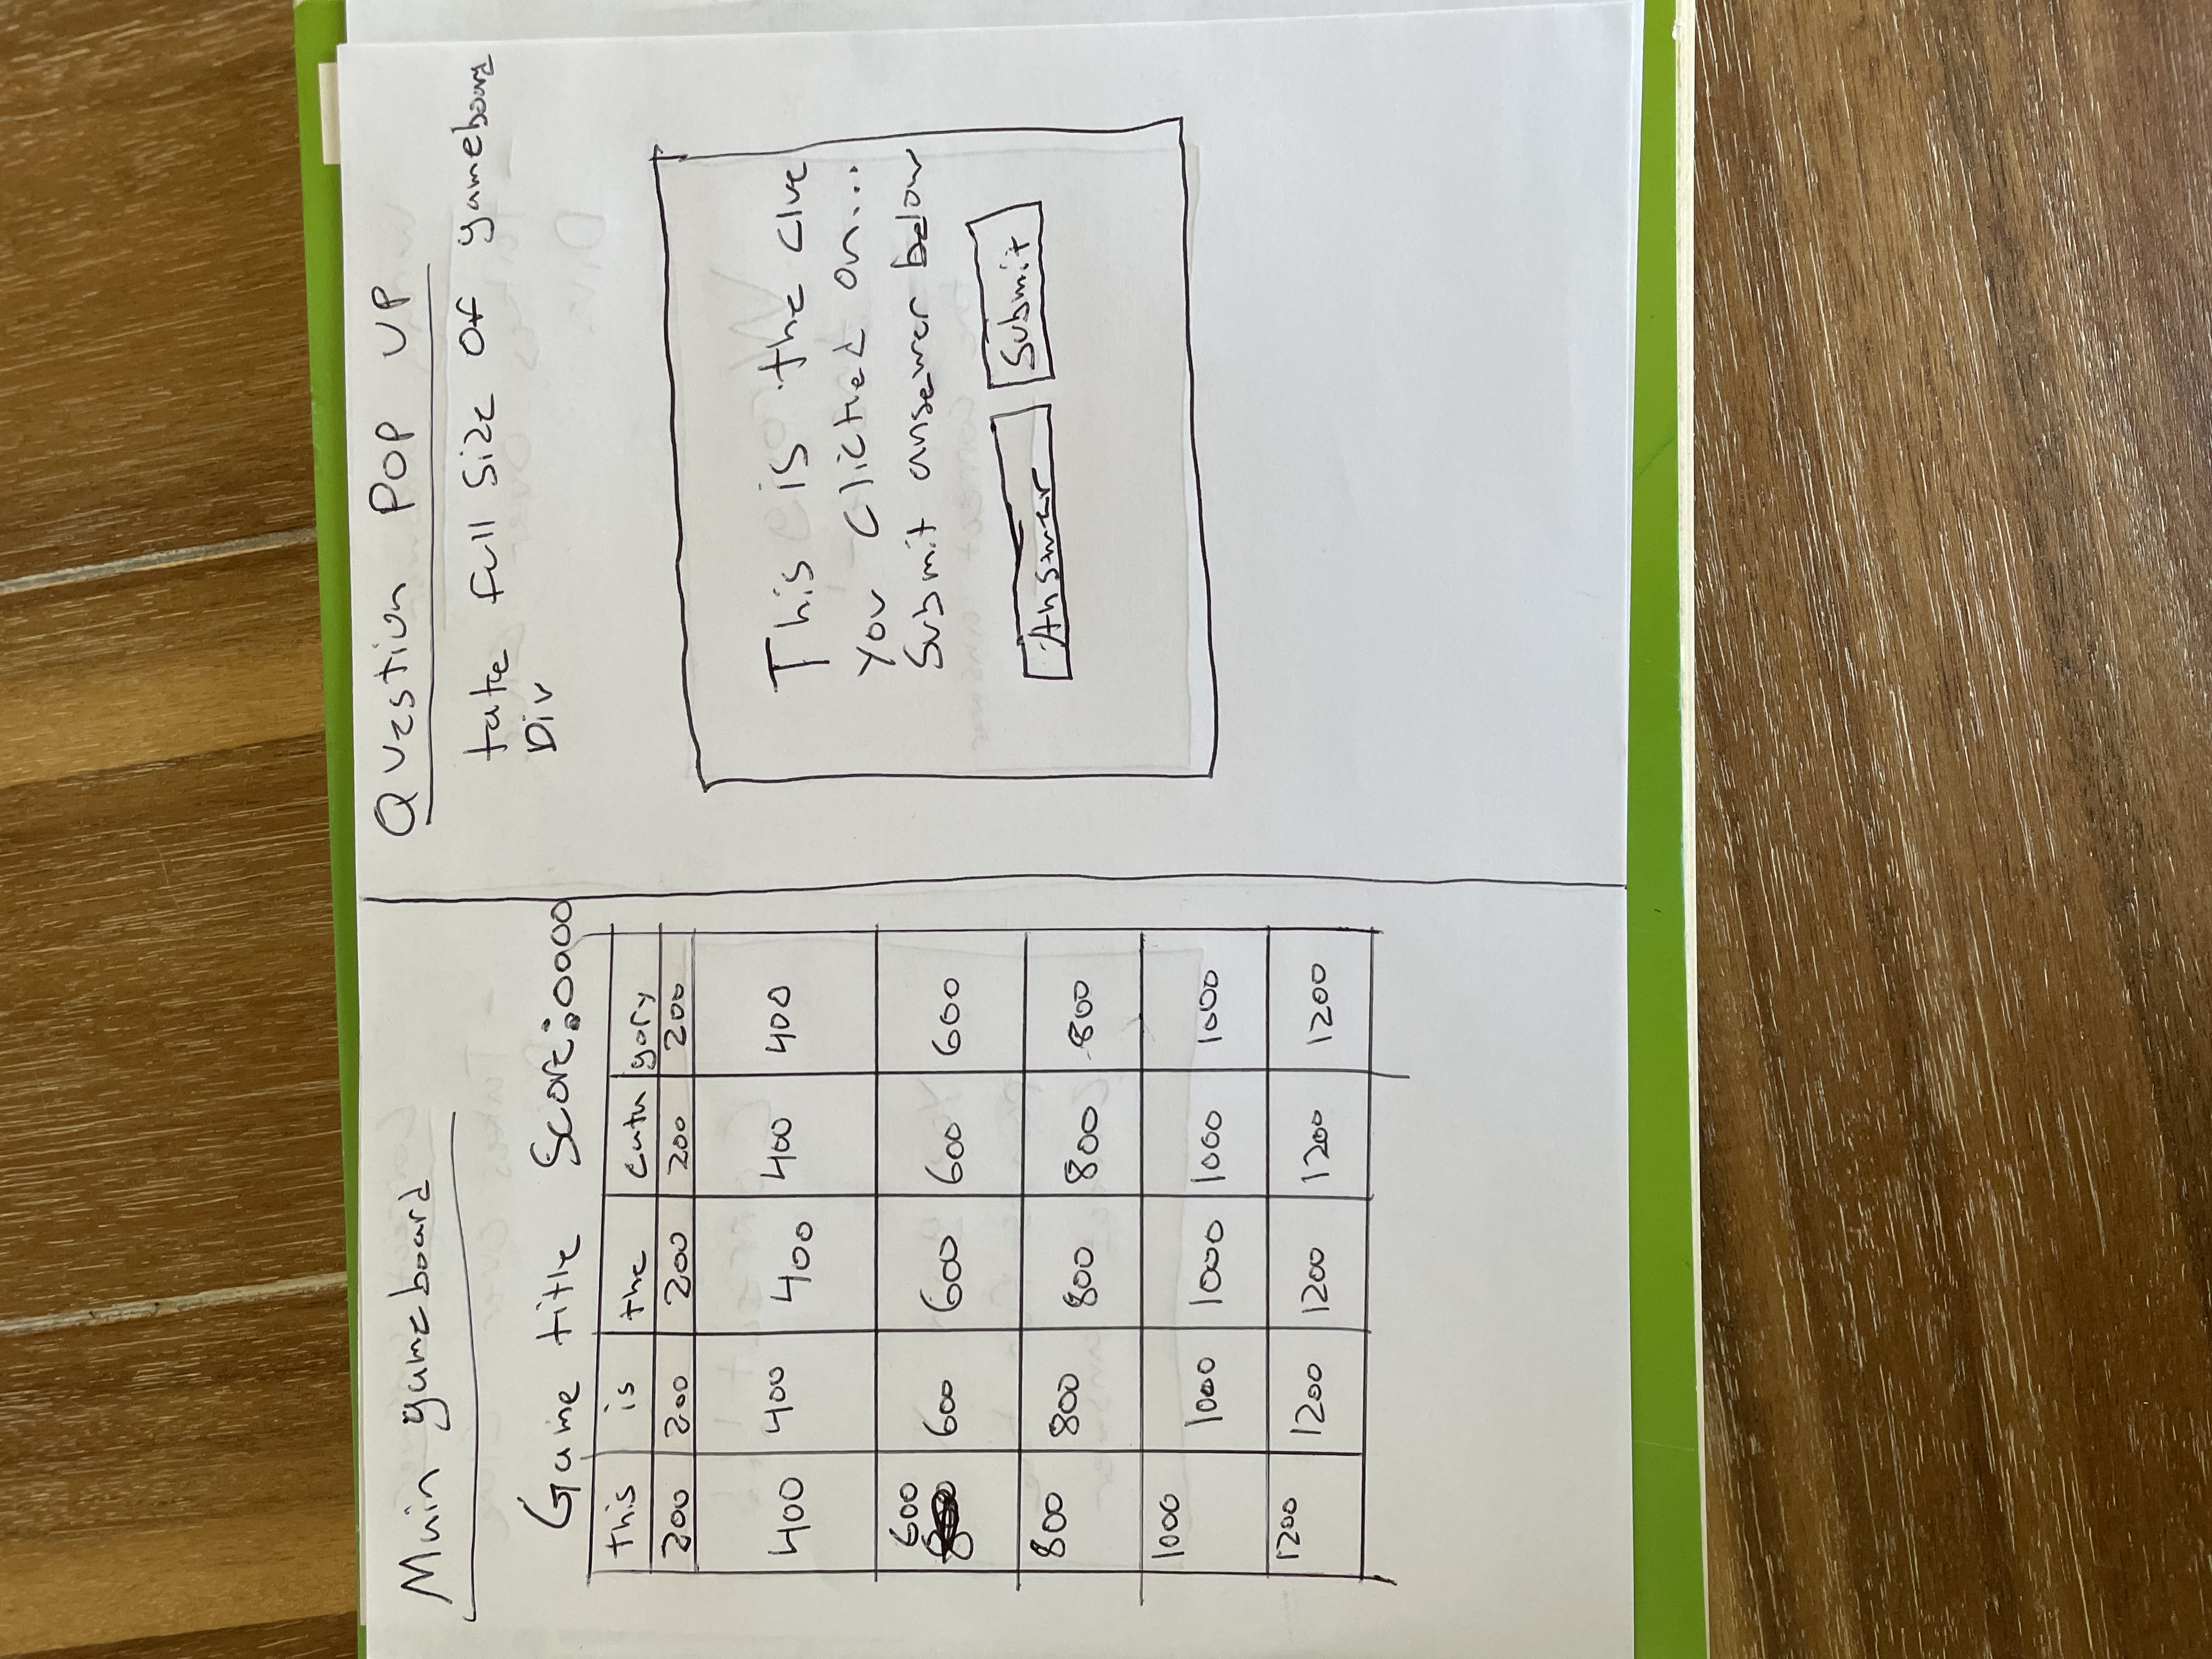 Main gameboard
Game title Score:0000
this is the cata gory
200 200 200 200 200
400 400 400 400 400
600
600 600 600 600
800 800 800 800 800
1000
1000 1000 1000 1000
1200
1200 1200 1200 1200
Question POP UP
take full size of gameboard
Div
This is the clue
you clicked on...
Submit ansewer below
Answer Submit